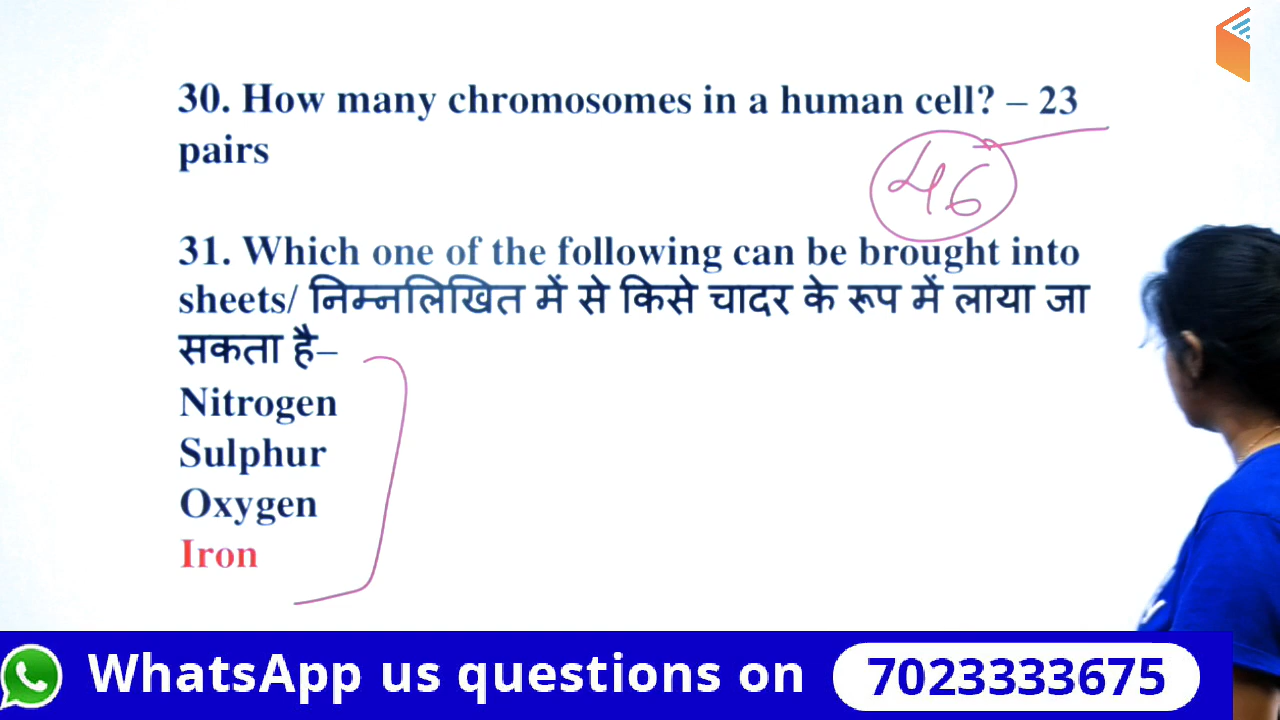 30. How many chromosomes in a human cell? – 23
pairs
46
31. Which one of the following can be brought into
sheets/ निम्नलिखित में से किसे चादर के रूप में लाया जा
सकता है–
Nitrogen
Sulphur
Oxygen
Iron
WhatsApp us questions on 7023333675